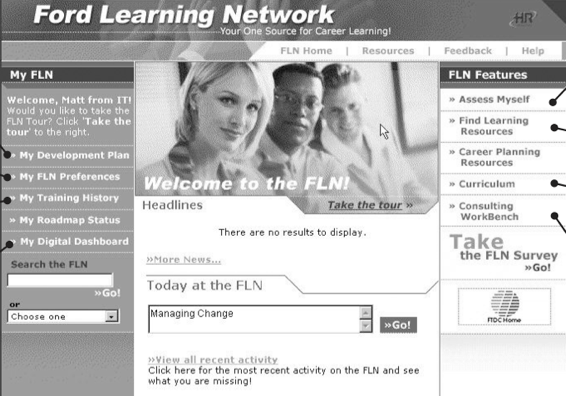 Ford Learning Network
Your One Source for Career Learning!
HR
FLN Home | Resources | Feedback | Help
My FLN
Welcome, Matt from IT!
Would you like to take the
FLN Tour? Click 'Take the
tour' to the right.
» My Development Plan
» My FLN Preferences
» My Training History
» My Roadmap Status
» My Digital Dashboard
Search the FLN
»Go!
or
Choose one
Welcome to the FLN!
Headlines
Take the tour »
There are no results to display.
»More News...
Today at the FLN
Managing Change
»Go!
»View all recent activity
Click here for the most recent activity on the FLN and see
what you are missing!
FLN Features
» Assess Myself
» Find Learning
Resources
» Career Planning
Resources
» Curriculum
» Consulting
WorkBench
Take
the FLN Survey
»Go!
FTDC Home